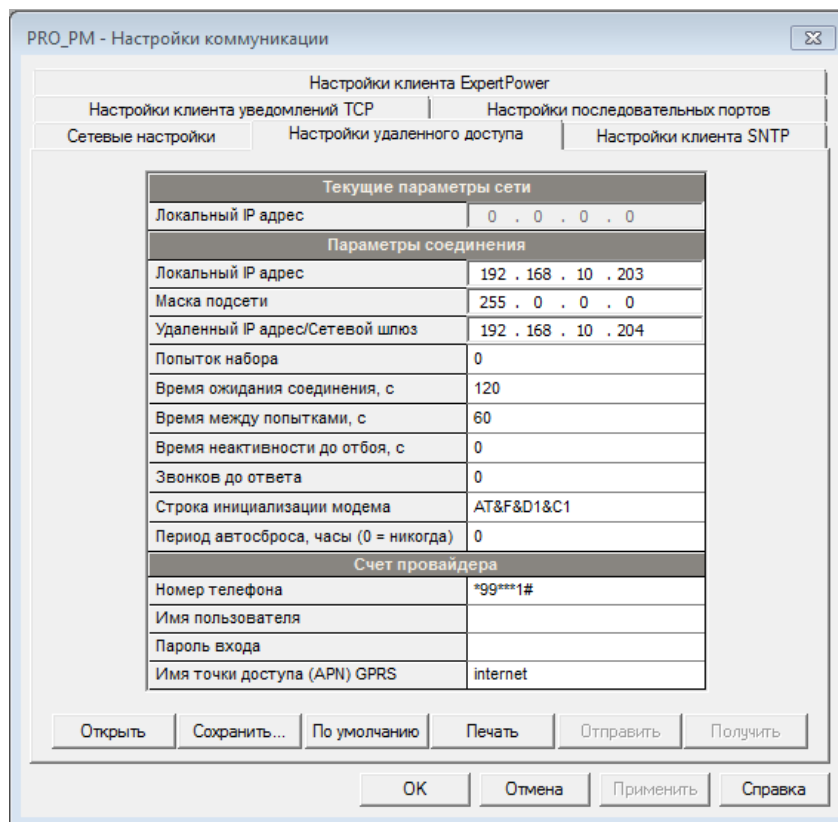 PRO_PM - Настройки коммуникации
Настройки клиента ExpertPower
Настройки клиента уведомлений TCP Настройки последовательных портов
Сетевые настройки Настройки удаленного доступа Настройки клиента SNTP
Текущие параметры сети
Локальный IP адрес 0 . 0 . 0 . 0
Параметры соединения
Локальный IP адрес 192 . 168 . 10 . 203
Маска подсети 255 . 0 . 0 . 0
Удаленный IP адрес/Сетевой шлюз 192 . 168 . 10 . 204
Попыток набора 0
Время ожидания соединения, с 120
Время между попытками, с 60
Время неактивности до отбоя, с 0
Звонков до ответа 0
Строка инициализации модема AT&F&D1&C1
Период автосброса, часы (0 = никогда) 0
Счет провайдера
Номер телефона *99***1#
Имя пользователя
Пароль входа
Имя точки доступа (APN) GPRS internet
Открыть Сохранить... По умолчанию Печать Отправить Получить
OK Отмена Применить Справка